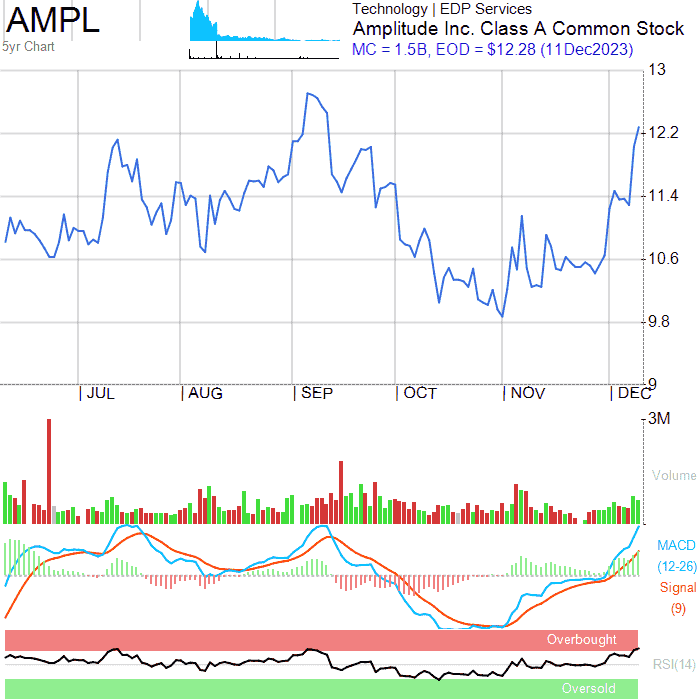 AMPL
5yr Chart
Technology | EDP Services
Amplitude Inc. Class A Common Stock
MC = 1.5B, EOD = $12.28 (11Dec2023)
13
12.2
11.4
10.6
9.8
9
| JUL
| AUG
| SEP
| OCT
| NOV
| DEC
3M
Volume
MACD
(12-26)
Signal
(9)
Overbought
RSI(14)
Oversold